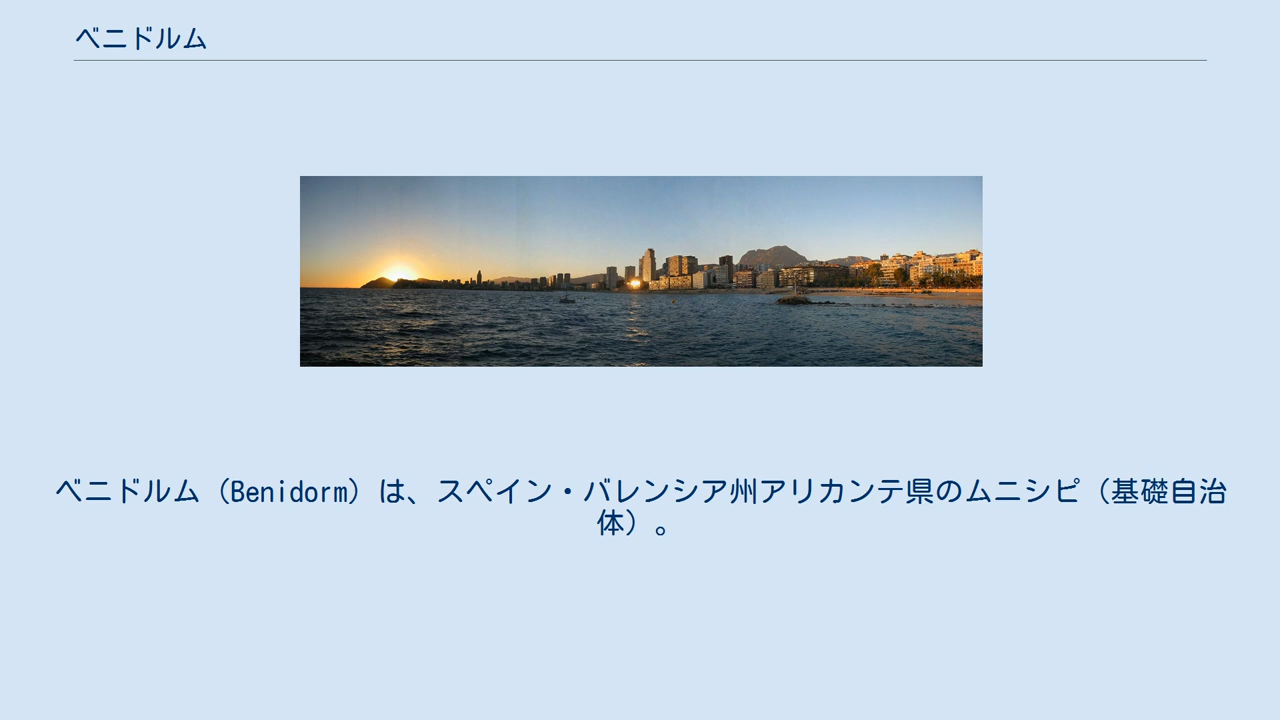 ベニドルム
ベニドルム（Benidorm）は、スペイン・バレンシア州アリカンテ県のムニシピ（基礎自治
体）。